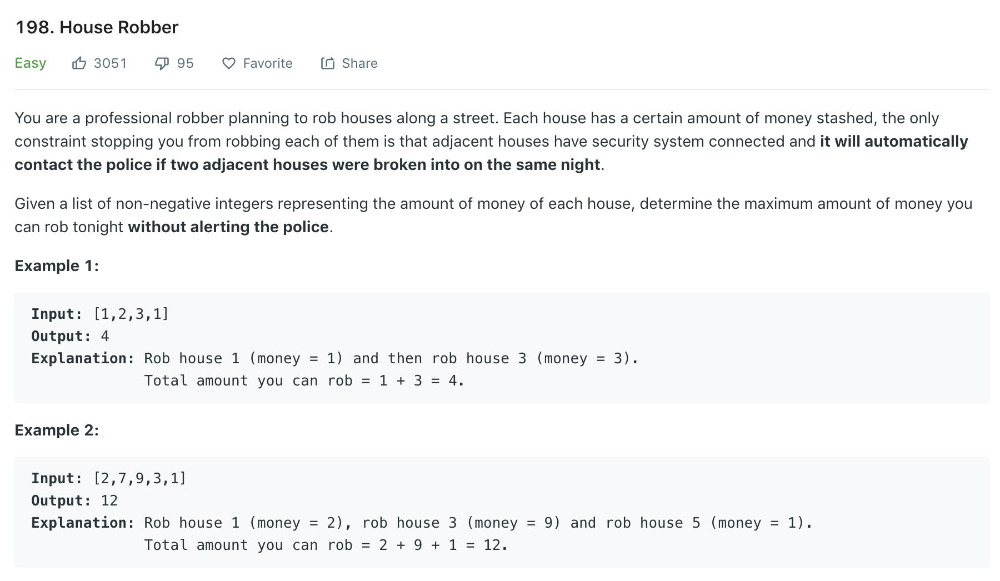 198. House Robber
Easy 3051 95 Favorite Share
You are a professional robber planning to rob houses along a street. Each house has a certain amount of money stashed, the only
constraint stopping you from robbing each of them is that adjacent houses have security system connected and it will automatically
contact the police if two adjacent houses were broken into on the same night.
Given a list of non-negative integers representing the amount of money of each house, determine the maximum amount of money you
can rob tonight without alerting the police.
Example 1:
Input: [1,2,3,1]
Output: 4
Explanation: Rob house 1 (money = 1) and then rob house 3 (money = 3).
Total amount you can rob = 1 + 3 = 4.
Example 2:
Input: [2,7,9,3,1]
Output: 12
Explanation: Rob house 1 (money = 2), rob house 3 (money = 9) and rob house 5 (money = 1).
Total amount you can rob = 2 + 9 + 1 = 12.